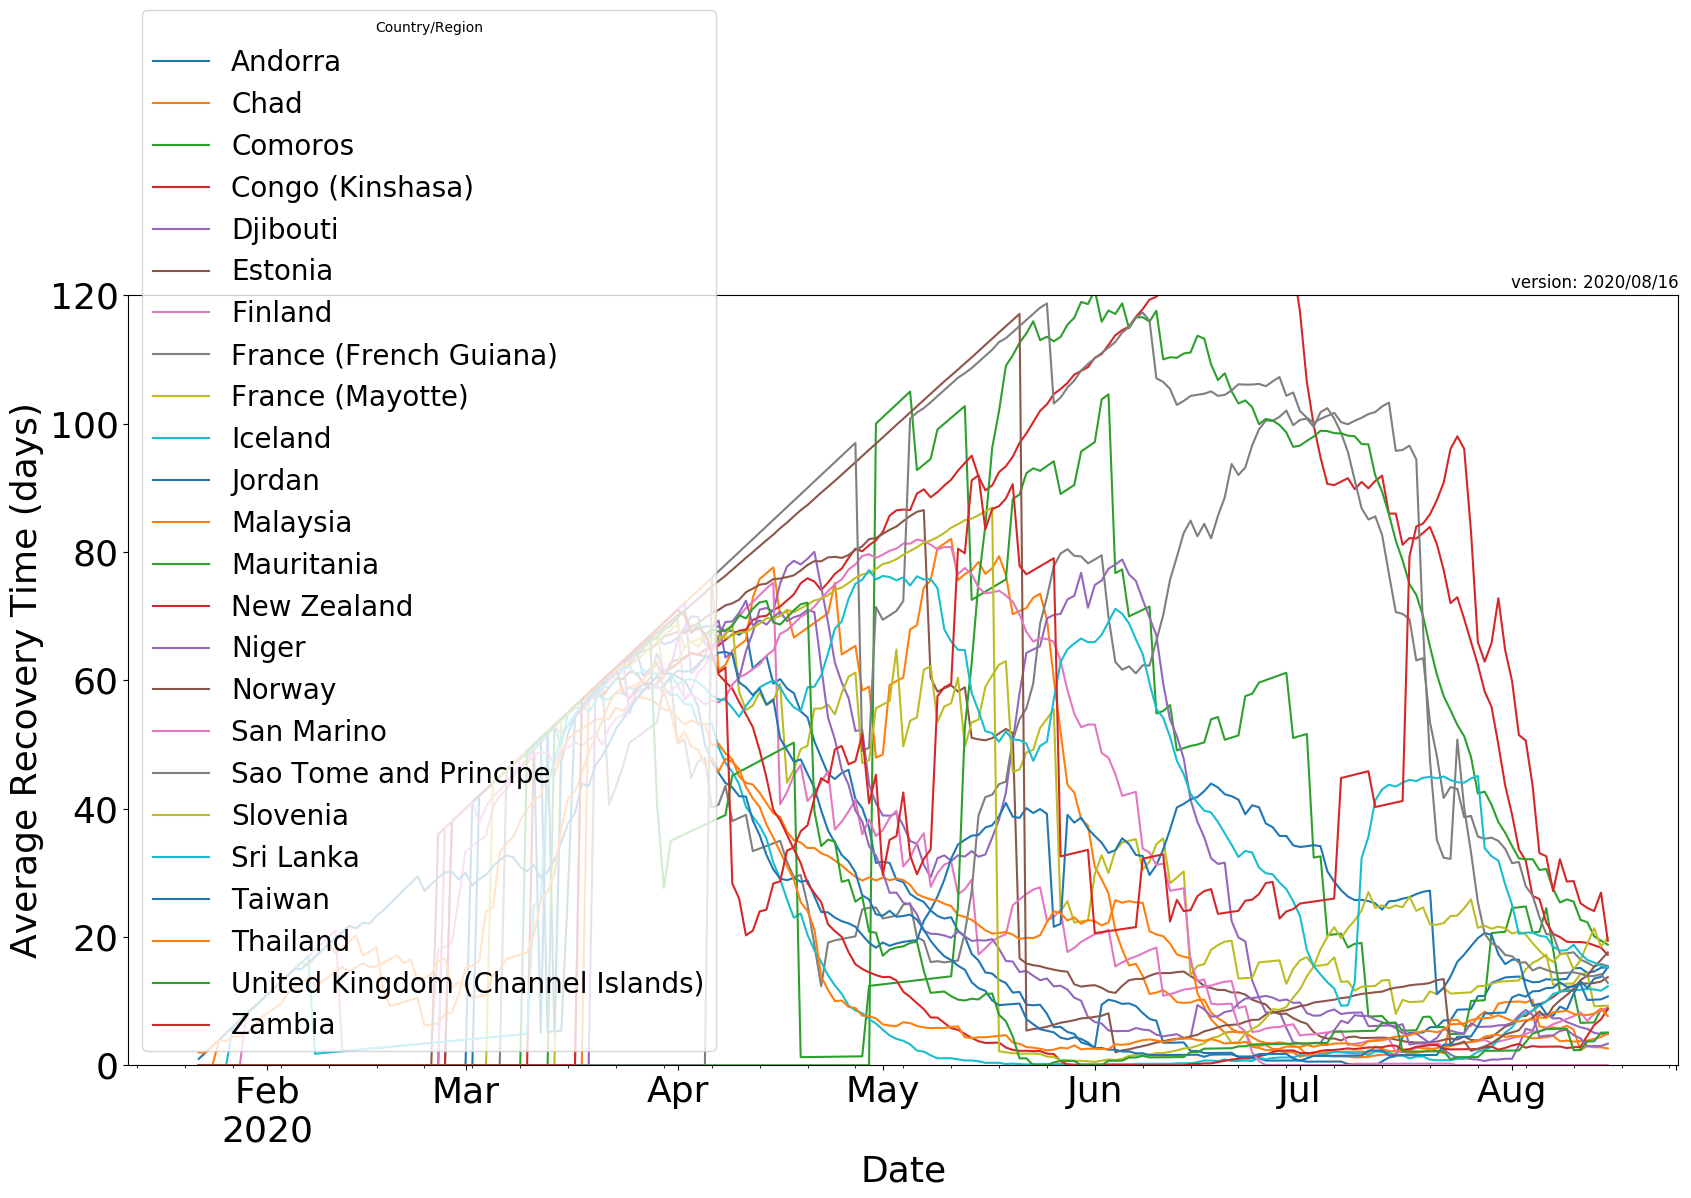 Country/Region
Andorra
Chad
Comoros
Congo (Kinshasa)
Djibouti
Estonia
Finland
France (French Guiana)
France (Mayotte)
Iceland
Jordan
Malaysia
Mauritania
New Zealand
Niger
Norway
San Marino
Sao Tome and Principe
Slovenia
Sri Lanka
Taiwan
Thailand
United Kingdom (Channel Islands)
Zambia
version: 2020/08/16
Average Recovery Time (days)
120
100
80
60
40
20
0
Feb Mar Apr May Jun Jul Aug
2020
Date